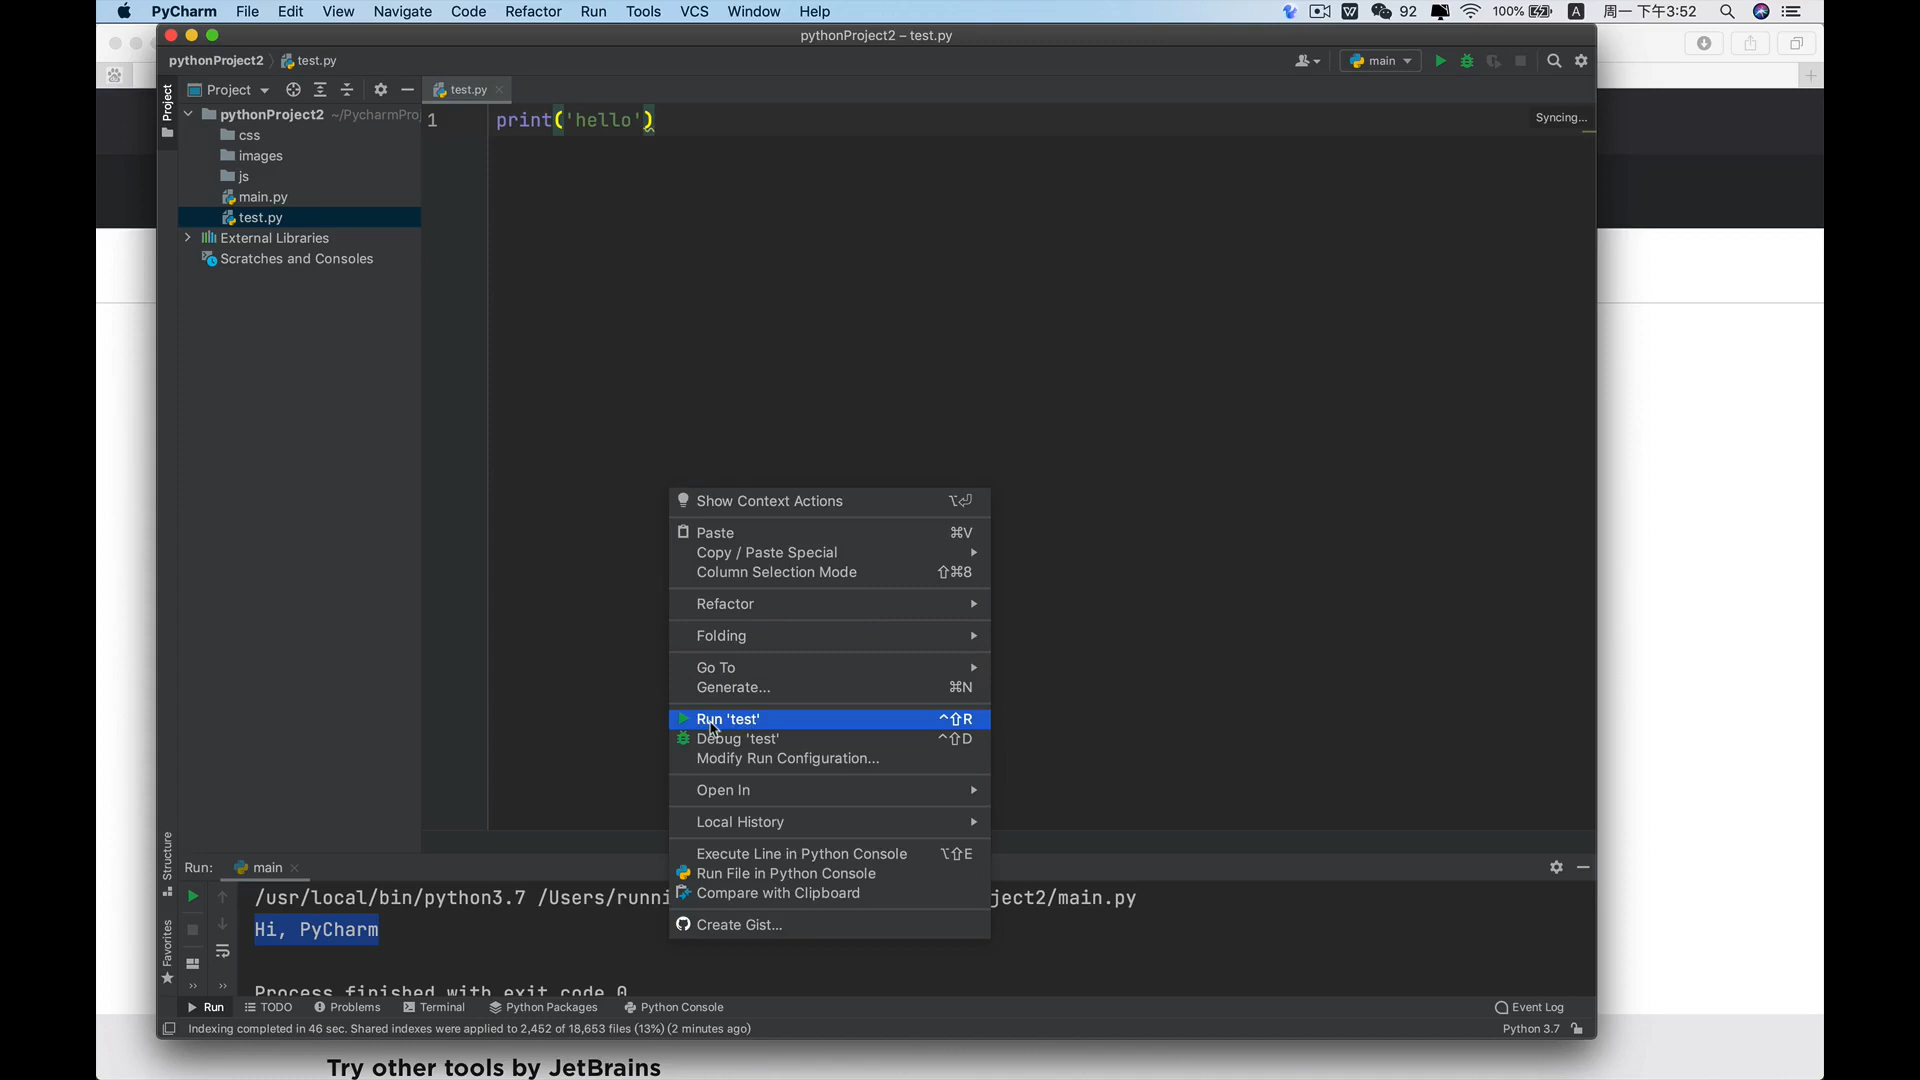 PyCharm File Edit View Navigate Code Refactor Run Tools VCS Window Help 92 100% A 周一 下午3:52
pythonProject2 – test.py
pythonProject2 test.py main
Project
Project test.py
pythonProject2 ~/PycharmPro
css
images
js
main.py
test.py
External Libraries
Scratches and Consoles
1 print('hello')
Syncing...
Show Context Actions ⌥⏎
Paste ⌘V
Copy / Paste Special
Column Selection Mode ⇧⌘8
Refactor
Folding
Go To
Generate... ⌘N
Run 'test' ^⇧R
Debug 'test' ^⇧D
Modify Run Configuration...
Open In
Local History
Execute Line in Python Console ⌥⇧E
Run File in Python Console
Compare with Clipboard
Create Gist...
Structure
Favorites
Run: main
/usr/local/bin/python3.7 /Users/runni ject2/main.py
Hi, PyCharm
Process finished with exit code 0
Run TODO Problems Terminal Python Packages Python Console Event Log
Indexing completed in 46 sec. Shared indexes were applied to 2,452 of 18,653 files (13%) (2 minutes ago) Python 3.7
Try other tools by JetBrains